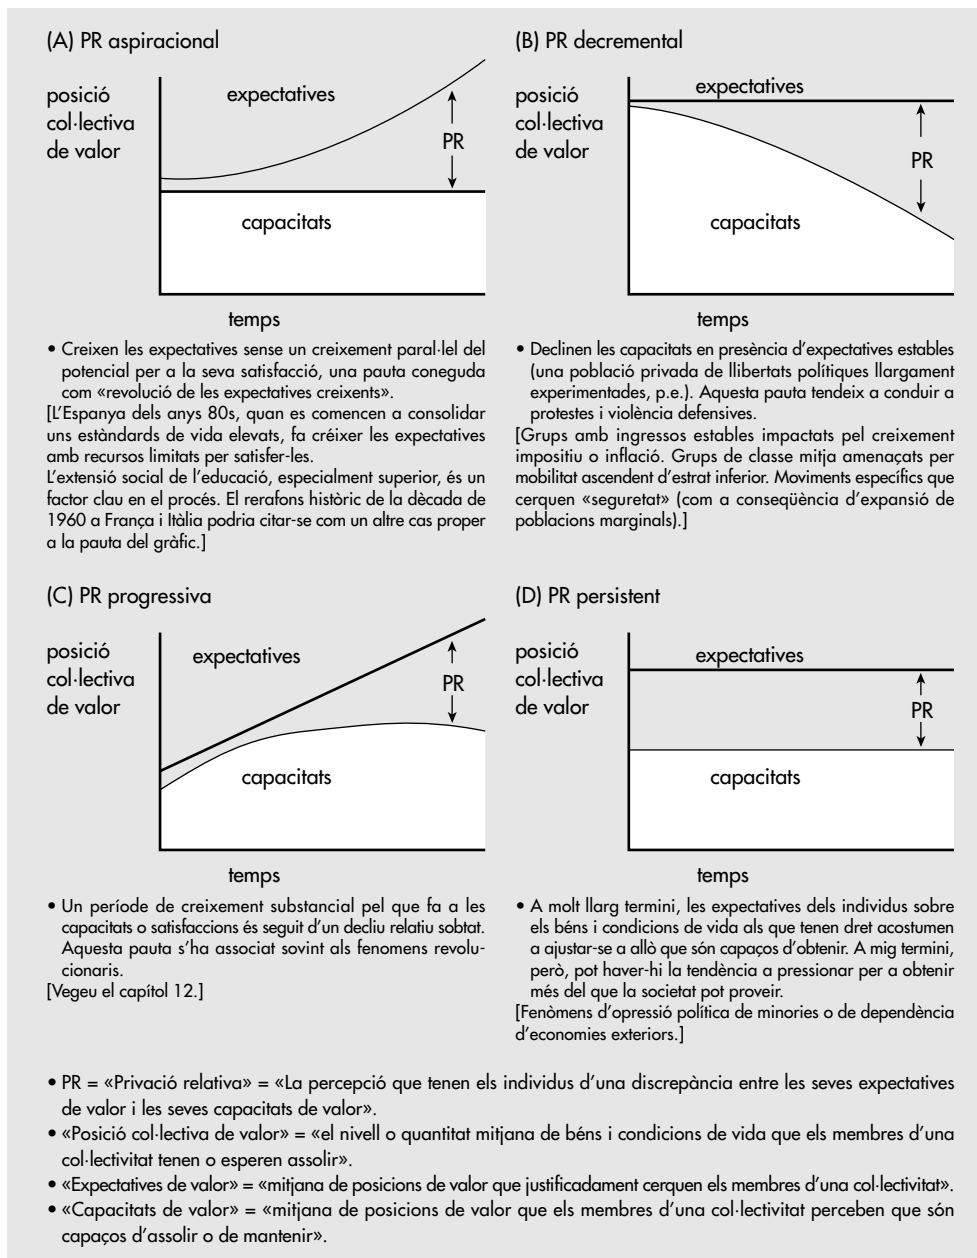 (A) PR aspiracional
posició
col·lectiva
de valor
expectatives
PR
capacitats
temps
• Creixen les expectatives sense un creixement paral·lel del
potencial per a la seva satisfacció, una pauta coneguda
com «revolució de les expectatives creixents».
[L’Espanya dels anys 80s, quan es comencen a consolidar
uns estàndards de vida elevats, fa créixer les expectatives
amb recursos limitats per satisfer-les.
L’extensió social de l’educació, especialment superior, és un
factor clau en el procés. El rerafons històric de la dècada de
1960 a França i Itàlia podria citar-se com un altre cas proper
a la pauta del gràfic.]
(B) PR decremental
posició
col·lectiva
de valor
expectatives
PR
capacitats
temps
• Declinen les capacitats en presència d’expectatives estables
(una població privada de llibertats polítiques llargament
experimentades, p.e.). Aquesta pauta tendeix a conduir a
protestes i violència defensives.
[Grups amb ingressos estables impactats pel creixement
impositiu o inflació. Grups de classe mitja amenaçats per
mobilitat ascendent d’estrat inferior. Moviments específics que
cerquen «seguretat» (com a conseqüència d’expansió de
poblacions marginals).]
(C) PR progressiva
posició
col·lectiva
de valor
expectatives
PR
capacitats
temps
• Un període de creixement substancial pel que fa a les
capacitats o satisfaccions és seguit d’un decliu relatiu sobtat.
Aquesta pauta s’ha associat sovint als fenomens revolu-
cionaris.
[Vegeu el capítol 12.]
(D) PR persistent
posició
col·lectiva
de valor
expectatives
PR
capacitats
temps
• A molt llarg termini, les expectatives dels individus sobre
els béns i condicions de vida als que tenen dret acostumen
a ajustar-se a allò que són capaços d’obtenir. A mig termini,
però, pot haver-hi la tendència a pressionar per a obtenir
més del que la societat pot proveir.
[Fenòmens d’opressió política de minories o de dependència
d’economies exteriors.]
• PR = «Privació relativa» = «La percepció que tenen els individus d’una discrepància entre les seves expectatives
de valor i les seves capacitats de valor».
• «Posició col·lectiva de valor» = «el nivell o quantitat mitjana de béns i condicions de vida que els membres d’una
col·lectivitat tenen o esperen assolir».
• «Expectatives de valor» = «mitjana de posicions de valor que justificadament cerquen els membres d’una col·lectivitat».
• «Capacitats de valor» = «mitjana de posicions de valor que els membres d’una col·lectivitat perceben que són
capaços d’assolir o de mantenir».